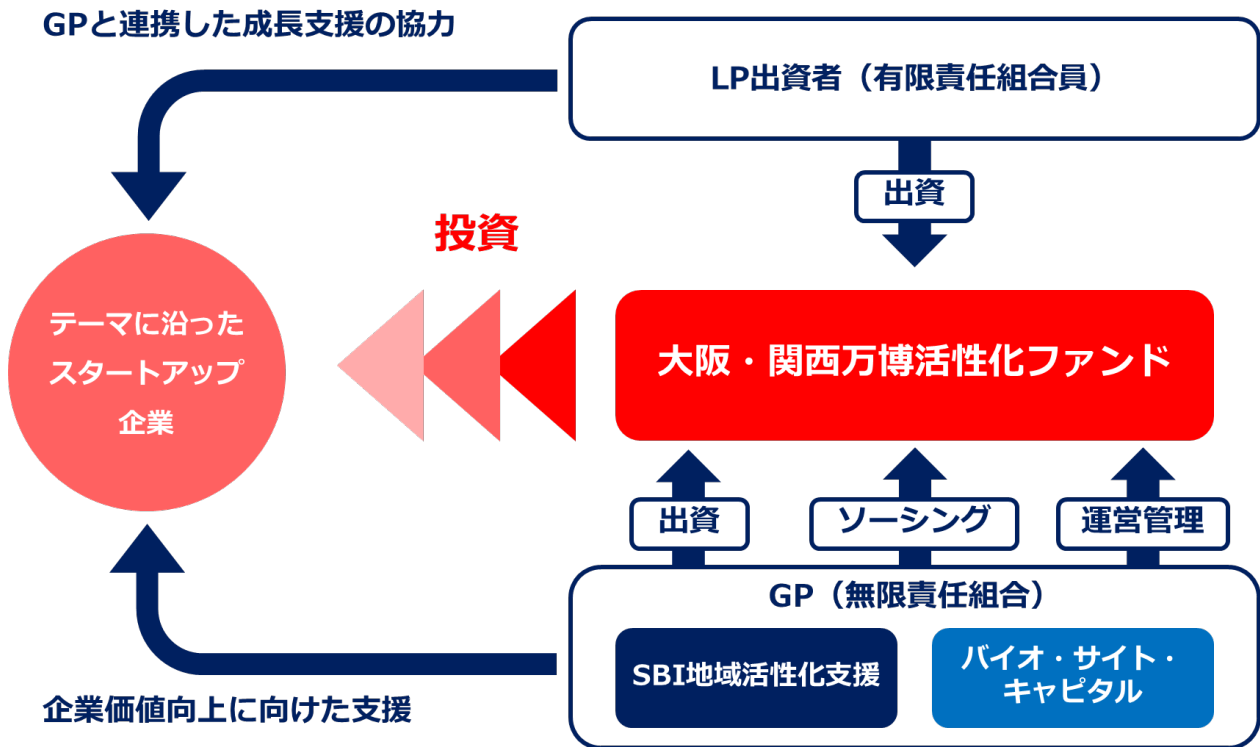 GPと連携した成長支援の協力
LP出資者（有限責任組合員）
出資
投資
テーマに沿った
スタートアップ
企業
大阪・関西万博活性化ファンド
出資
ソーシング
運営管理
GP（無限責任組合）
SBI地域活性化支援
バイオ・サイト・
キャピタル
企業価値向上に向けた支援